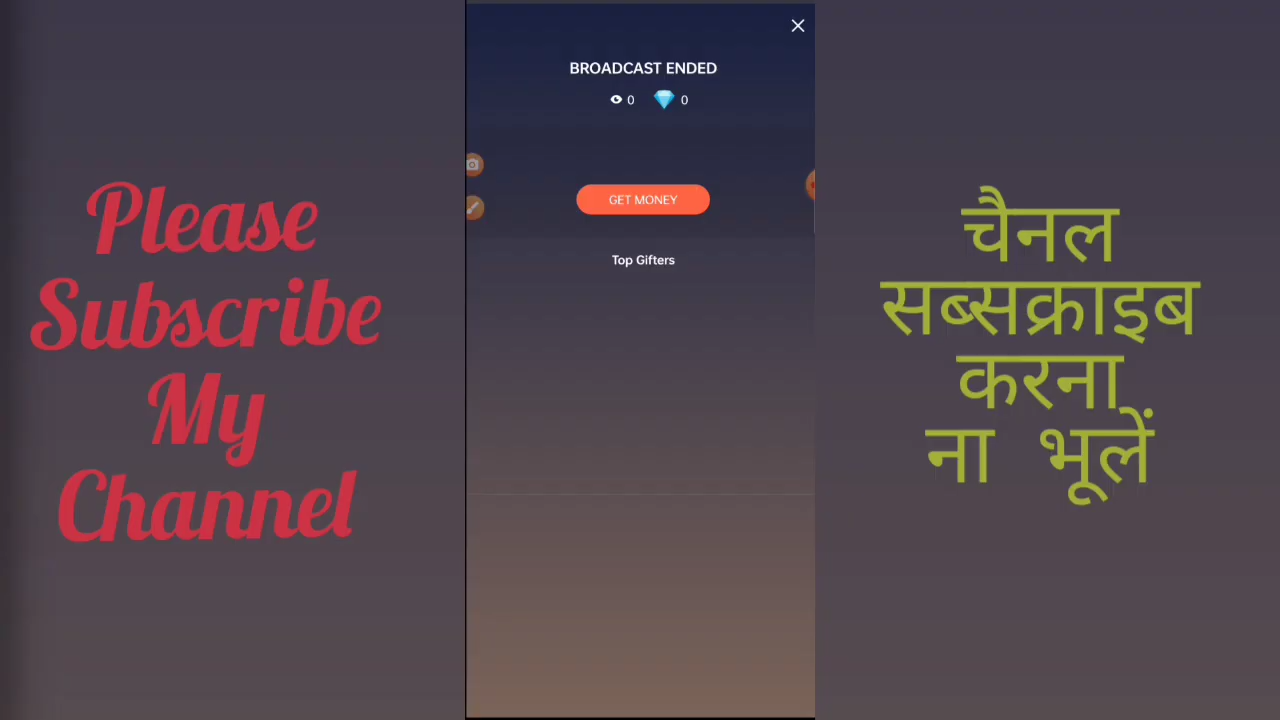 Please
Subscribe
My
Channel
BROADCAST ENDED
0 0
GET MONEY
Top Gifters
चैनल
सब्सक्राइब
करना
ना भूलें